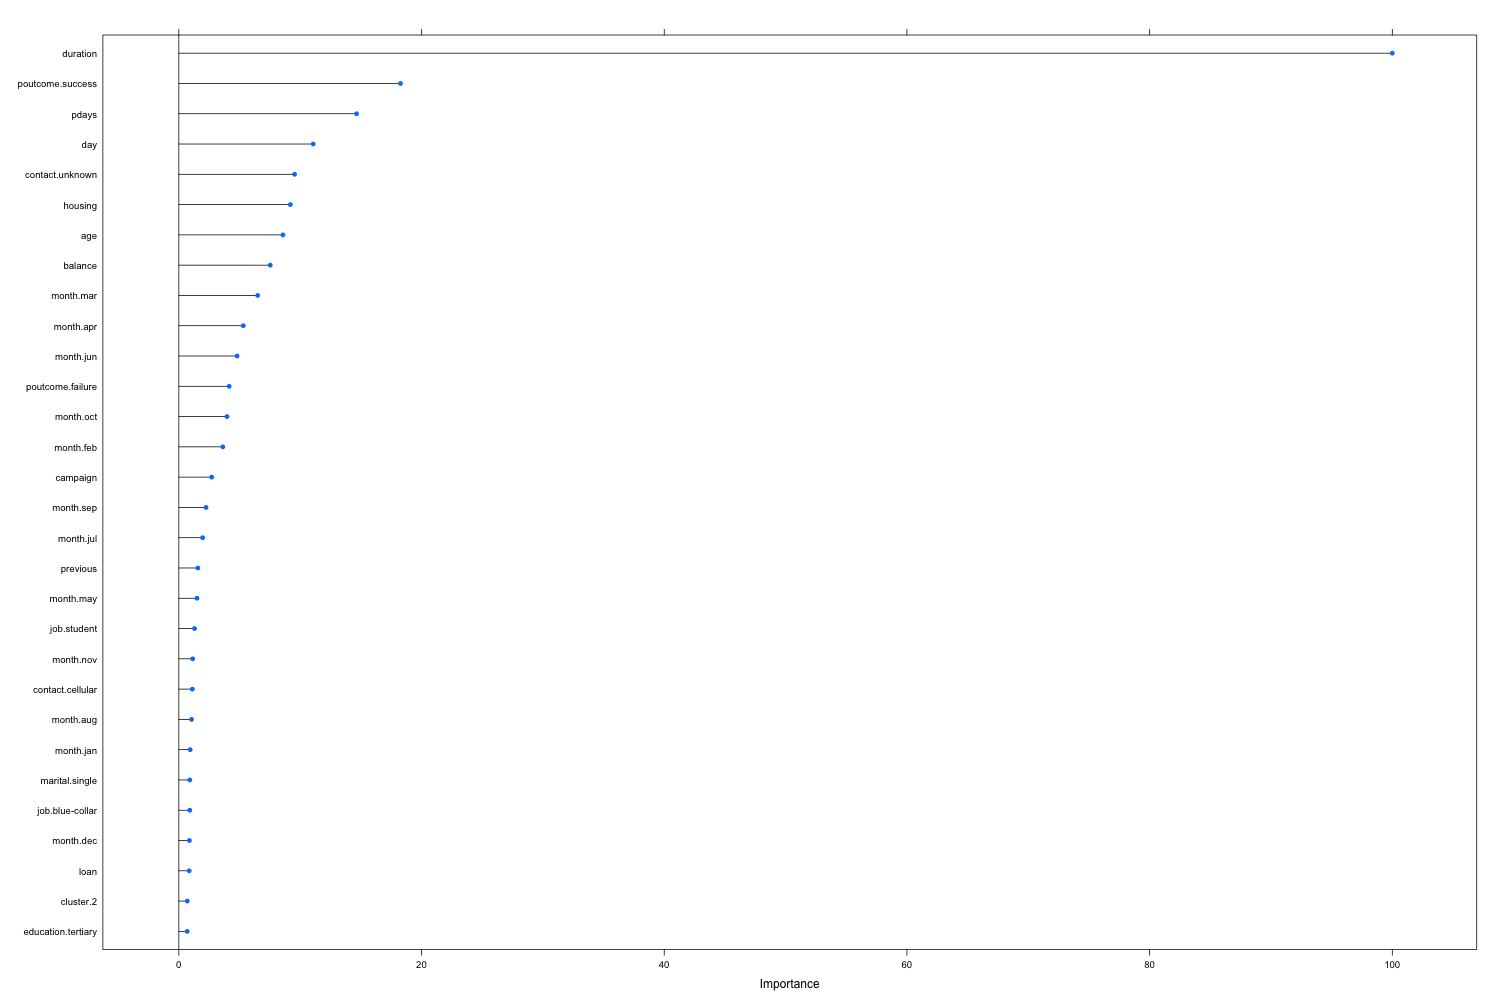 duration
poutcome.success
pdays
day
contact.unknown
housing
age
balance
month.mar
month.apr
month.jun
poutcome.failure
month.oct
month.feb
campaign
month.sep
month.jul
previous
month.may
job.student
month.nov
contact.cellular
month.aug
month.jan
marital.single
job.blue-collar
month.dec
loan
cluster.2
education.tertiary
0 20 40 60 80 100
Importance